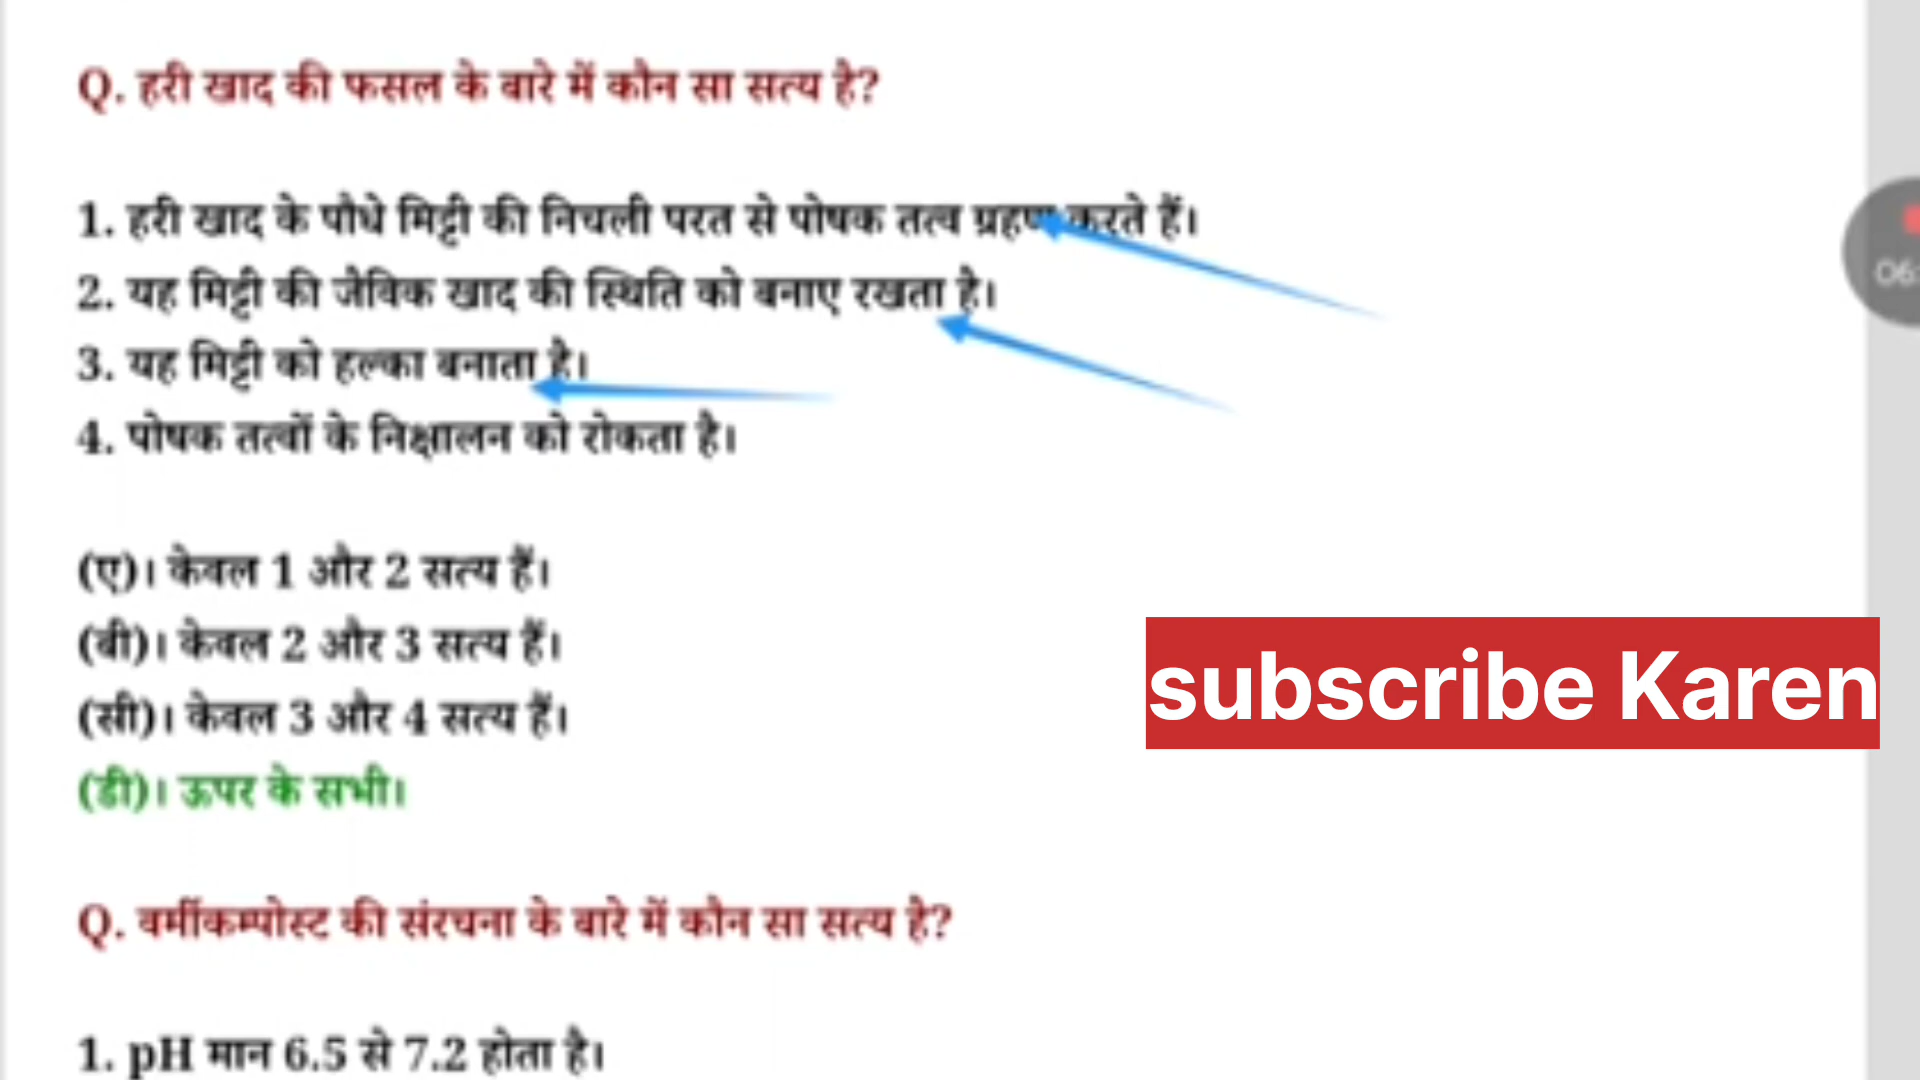 Q. हरी खाद की फसल के बारे में कौन सा सत्य है?
1. हरी खाद के पौधे मिट्टी की निचली परत से पोषक तत्व ग्रहण करते हैं।
2. यह मिट्टी की जैविक खाद की स्थिति को बनाए रखता है।
3. यह मिट्टी को हल्का बनाता है।
4. पोषक तत्वों के निक्षालन को रोकता है।
(ए)। केवल 1 और 2 सत्य हैं।
(बी)। केवल 2 और 3 सत्य हैं।
(सी)। केवल 3 और 4 सत्य हैं।
(डी)। ऊपर के सभी।
subscribe Karen
Q. वर्मीकम्पोस्ट की संरचना के बारे में कौन सा सत्य है?
1. pH मान 6.5 से 7.2 होता है।